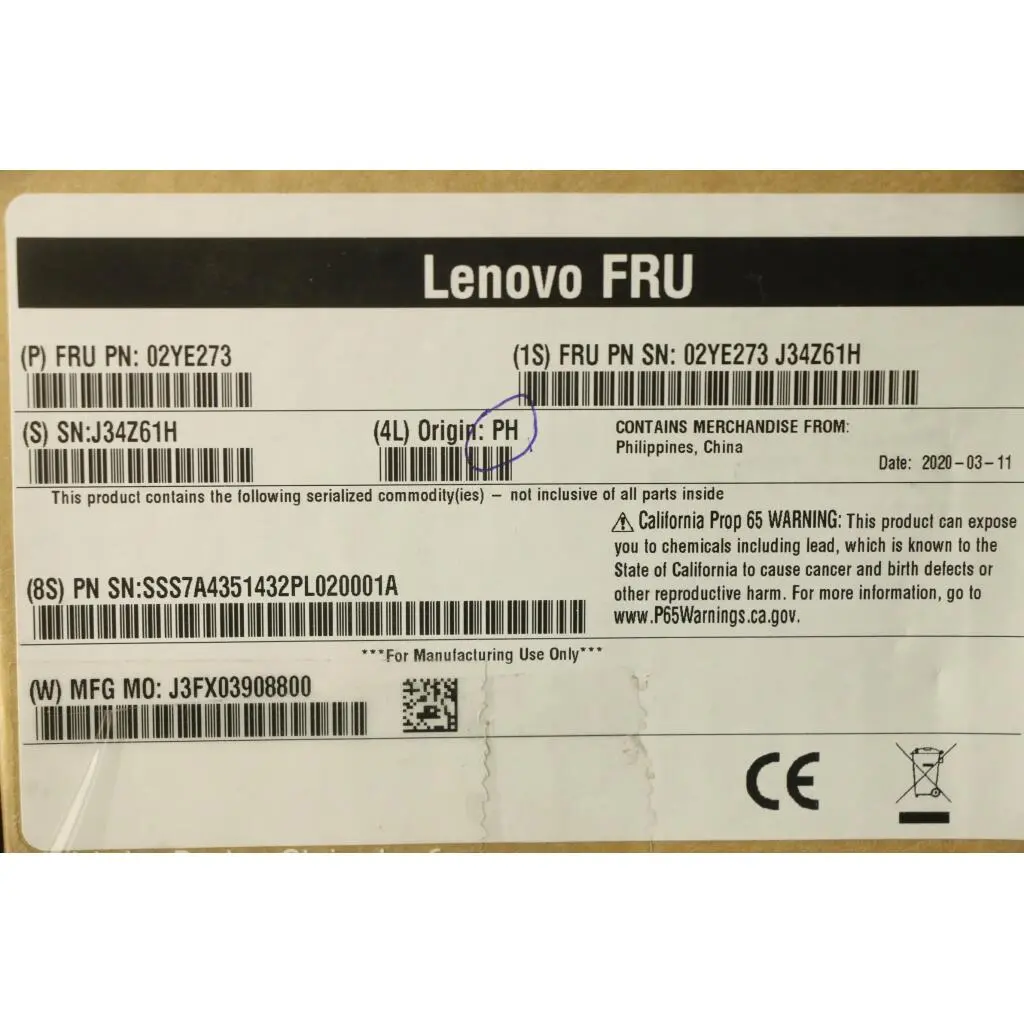 Lenovo FRU
(P) FRU PN: 02YE273
(1S) FRU PN SN: 02YE273 J34Z61H
(S) SN:J34Z61H
(4L) Origin: PH
CONTAINS MERCHANDISE FROM:
Philippines, China
Date: 2020-03-11
This product contains the following serialized commodity(ies) – not inclusive of all parts inside
⚠ California Prop 65 WARNING: This product can expose
you to chemicals including lead, which is known to the
State of California to cause cancer and birth defects or
other reproductive harm. For more information, go to
www.P65Warnings.ca.gov.
(8S) PN SN:SSS7A4351432PL020001A
***For Manufacturing Use Only***
(W) MFG MO: J3FX03908800
CE